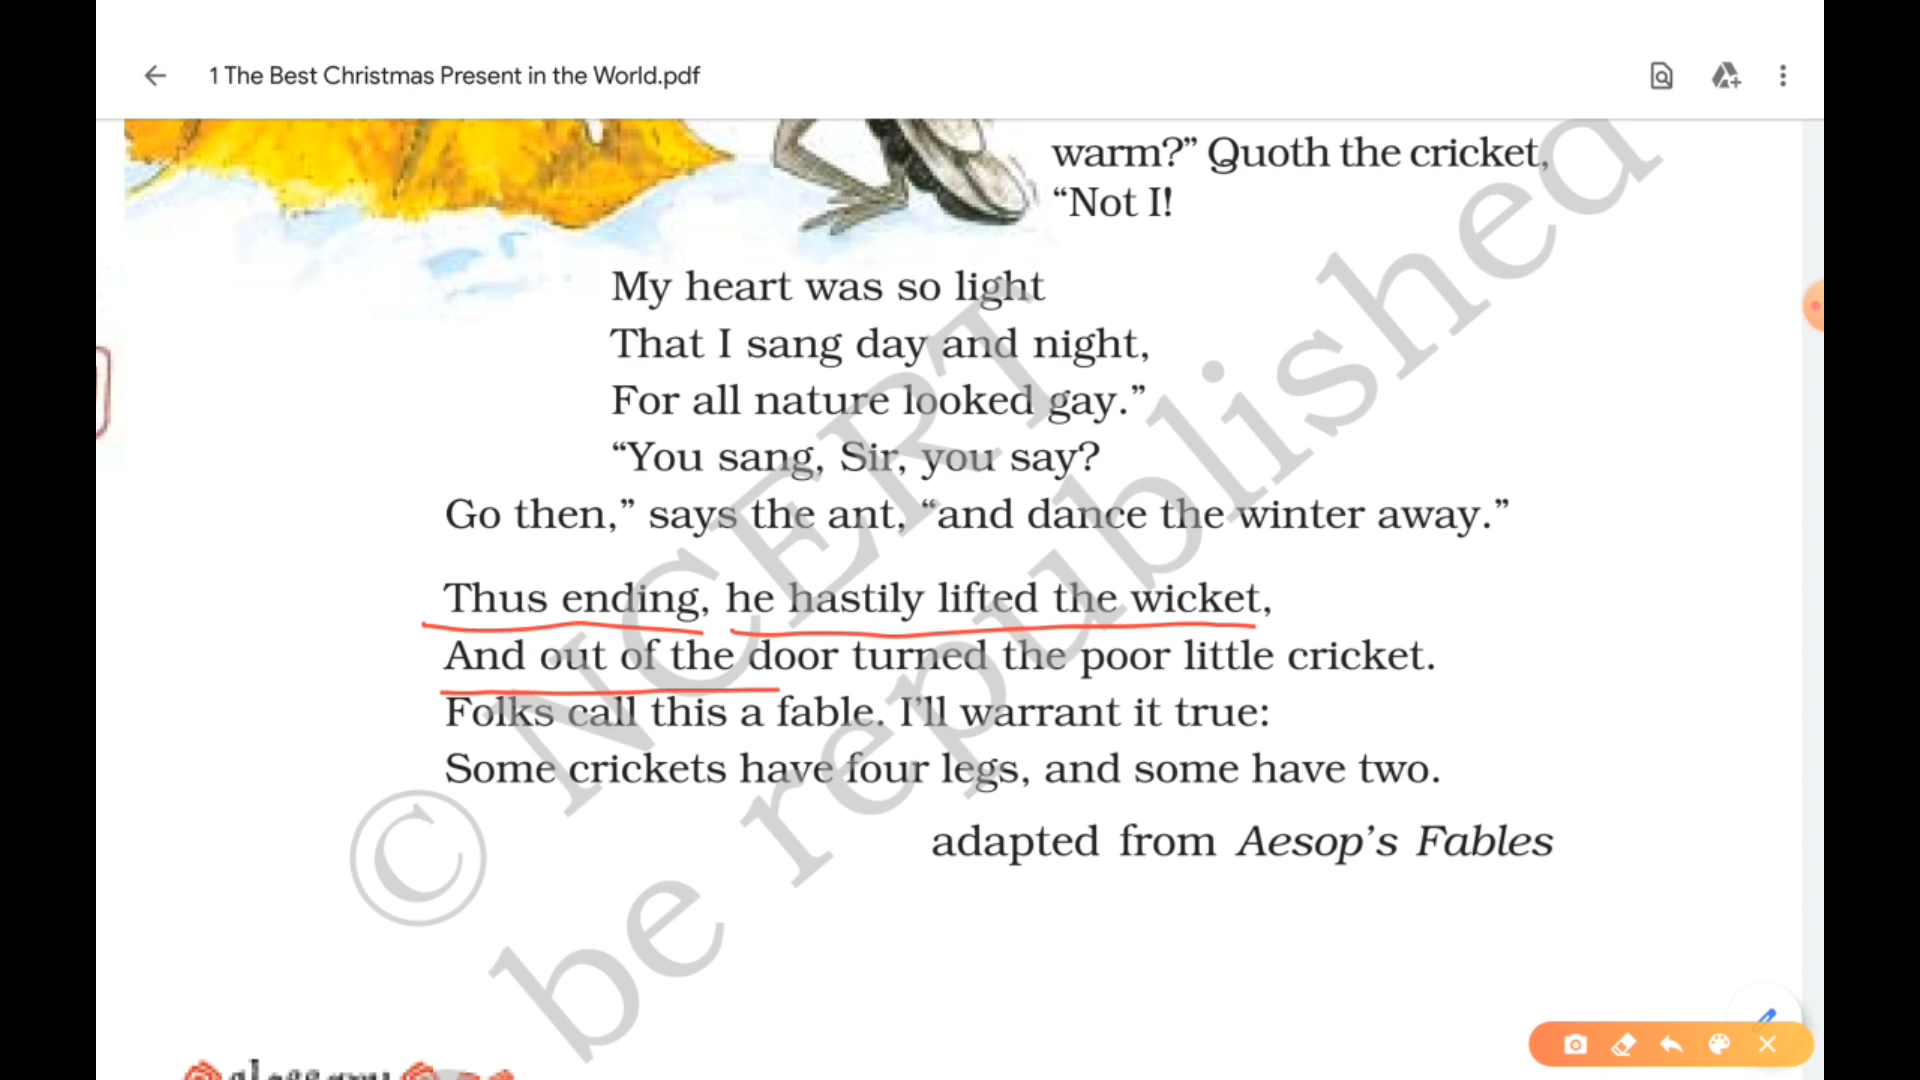 1 The Best Christmas Present in the World.pdf
warm?” Quoth the cricket,
“Not I!
My heart was so light
That I sang day and night,
For all nature looked gay.”
“You sang, Sir, you say?
Go then,” says the ant, “and dance the winter away.”
Thus ending, he hastily lifted the wicket,
And out of the door turned the poor little cricket.
Folks call this a fable. I’ll warrant it true:
Some crickets have four legs, and some have two.
adapted from Aesop’s Fables
© NCERT
be republished
glossary